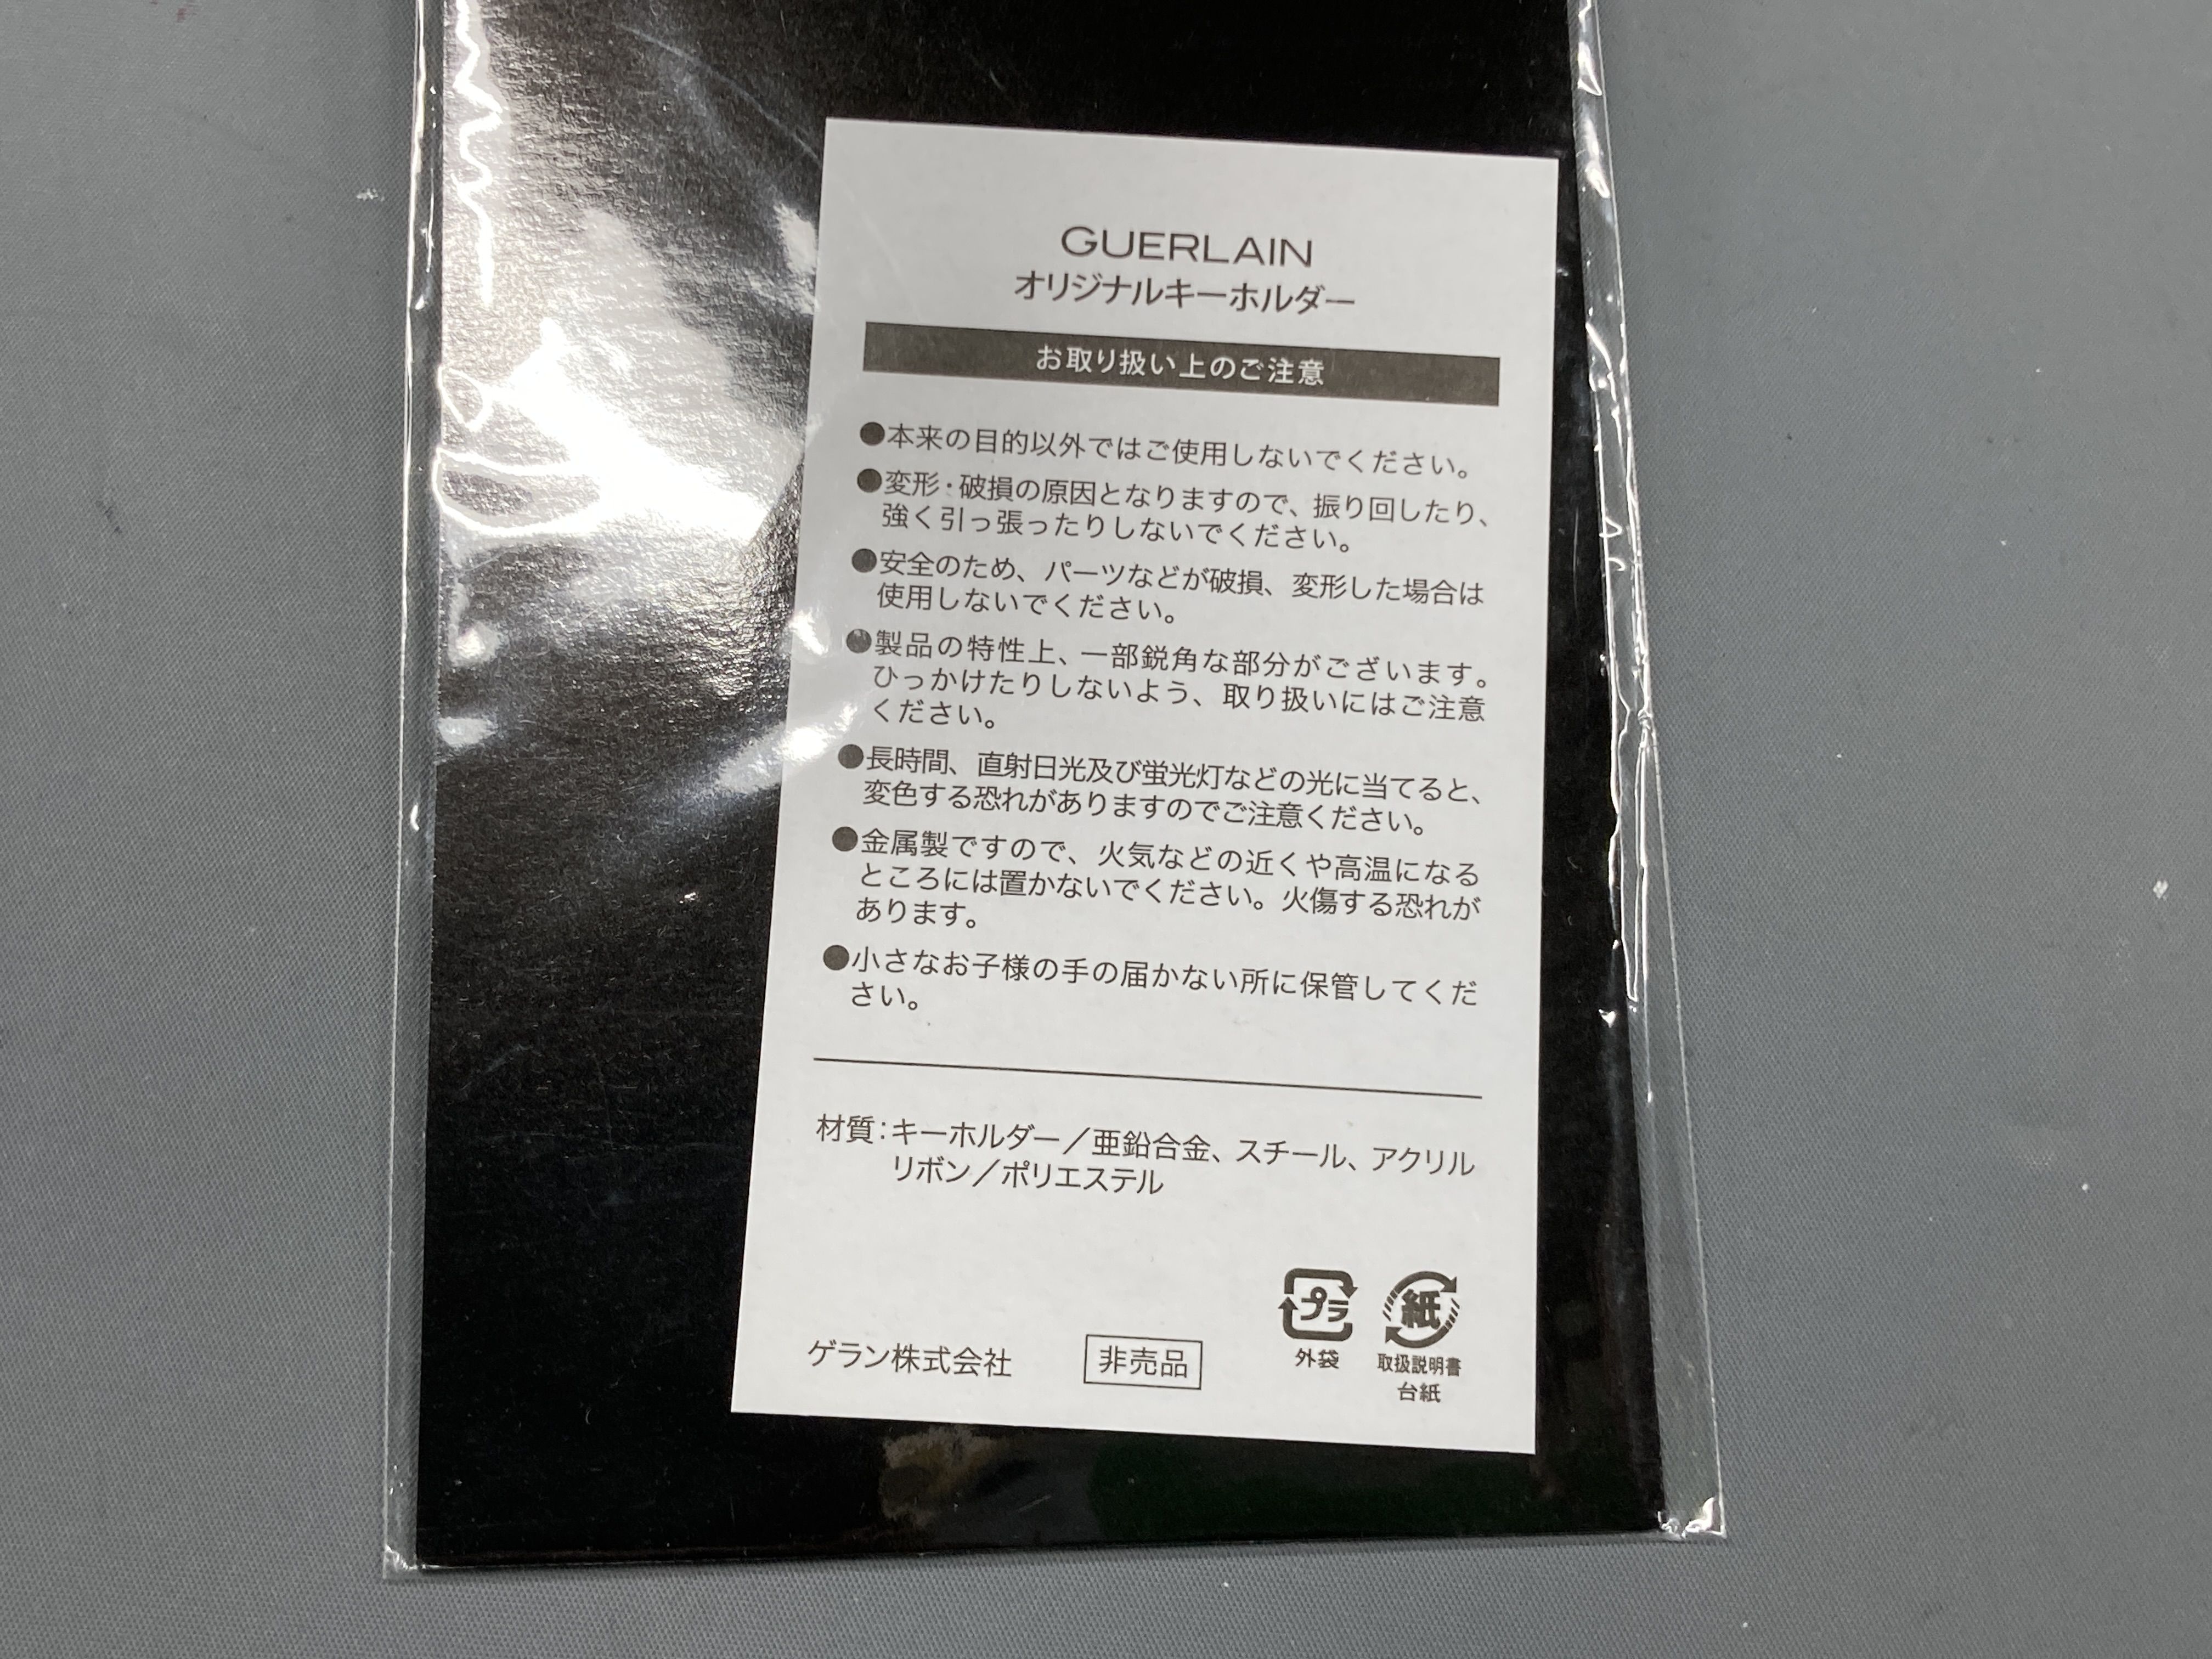 GUERLAIN
オリジナルキーホルダー
お取り扱い上のご注意
●本来の目的以外ではご使用しないでください。
●変形・破損の原因となりますので、振り回したり、
強く引っ張ったりしないでください。
●安全のため、パーツなどが破損、変形した場合は
使用しないでください。
●製品の特性上、一部鋭角な部分がございます。
ひっかけたりしないよう、取り扱いにはご注意
ください。
●長時間、直射日光及び蛍光灯などの光に当てると、
変色する恐れがありますのでご注意ください。
●金属製ですので、火気などの近くや高温になる
ところには置かないでください。火傷する恐れが
あります。
●小さなお子様の手の届かない所に保管してくだ
さい。
材質：キーホルダー／亜鉛合金、スチール、アクリル
リボン／ポリエステル
ゲラン株式会社
非売品
プラ
外袋
紙
取扱説明書
台紙